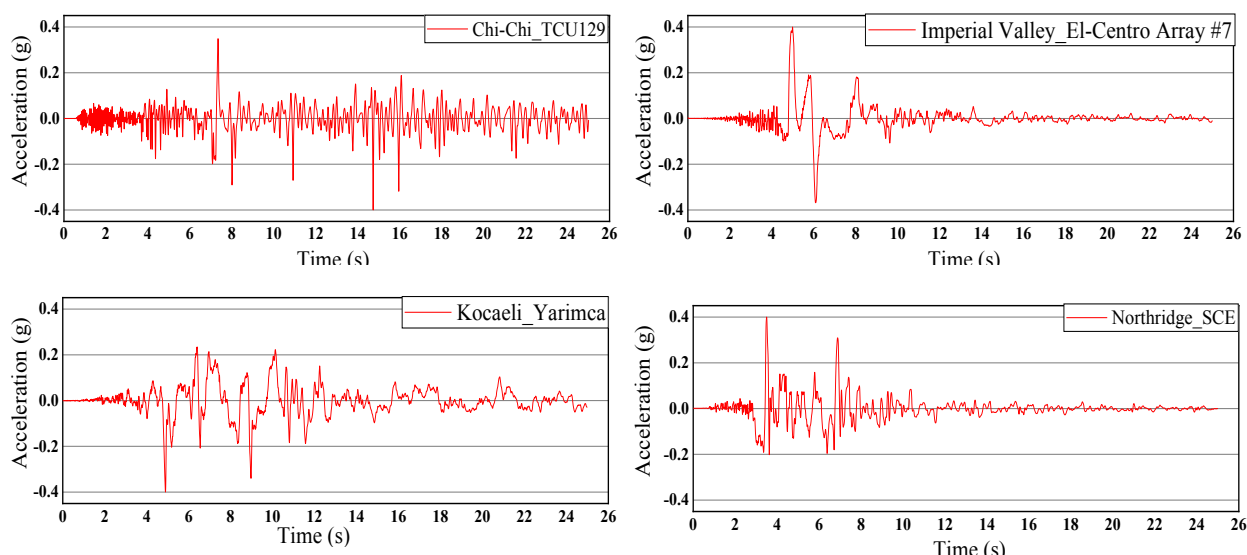 Chi-Chi_TCU129
Acceleration (g)
0.4
0.2
0.0
-0.2
-0.4
0 2 4 6 8 10 12 14 16 18 20 22 24 26
Time (s)
Imperial Valley_El-Centro Array #7
Acceleration (g)
0.4
0.2
0.0
-0.2
-0.4
0 2 4 6 8 10 12 14 16 18 20 22 24 26
Time (s)
Kocaeli_Yarimca
Acceleration (g)
0.4
0.2
0.0
-0.2
-0.4
0 2 4 6 8 10 12 14 16 18 20 22 24 26
Time (s)
Northridge_SCE
Acceleration (g)
0.4
0.2
0.0
-0.2
-0.4
0 2 4 6 8 10 12 14 16 18 20 22 24 26
Time (s)